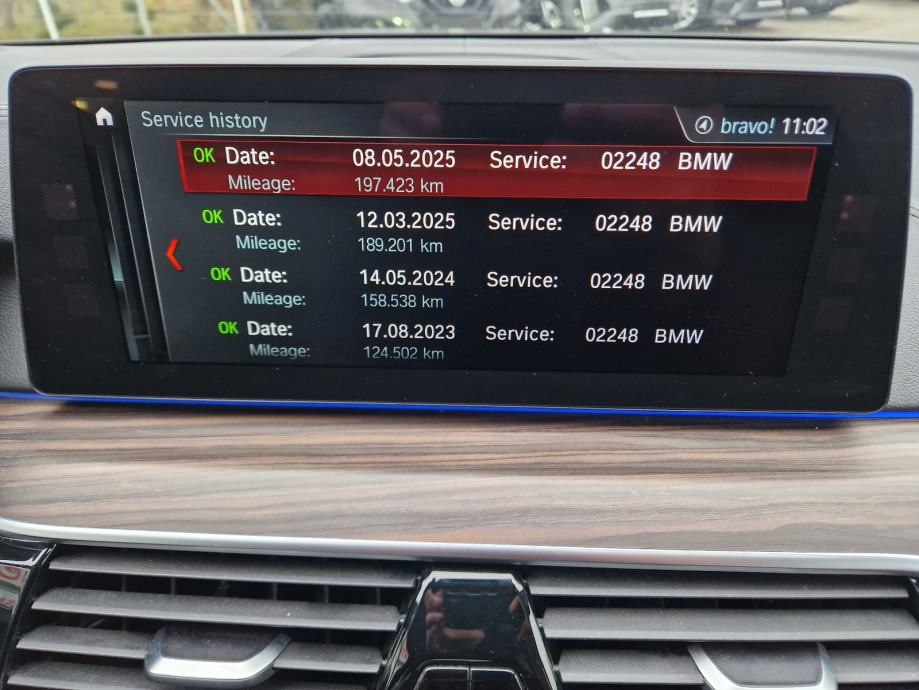 Service history
bravo! 11:02
OK Date: 08.05.2025 Service: 02248 BMW
Mileage: 197.423 km
OK Date: 12.03.2025 Service: 02248 BMW
Mileage: 189.201 km
OK Date: 14.05.2024 Service: 02248 BMW
Mileage: 158.538 km
OK Date: 17.08.2023 Service: 02248 BMW
Mileage: 124.502 km